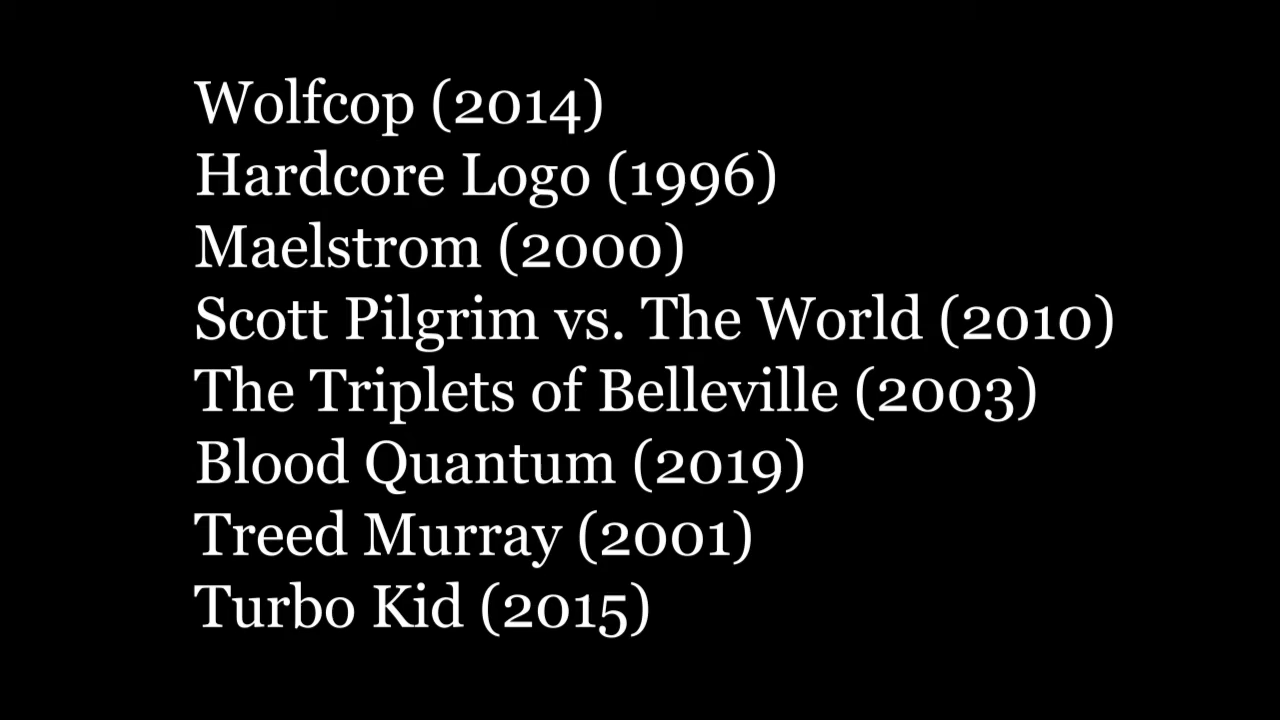 Wolfcop (2014)
Hardcore Logo (1996)
Maelstrom (2000)
Scott Pilgrim vs. The World (2010)
The Triplets of Belleville (2003)
Blood Quantum (2019)
Treed Murray (2001)
Turbo Kid (2015)